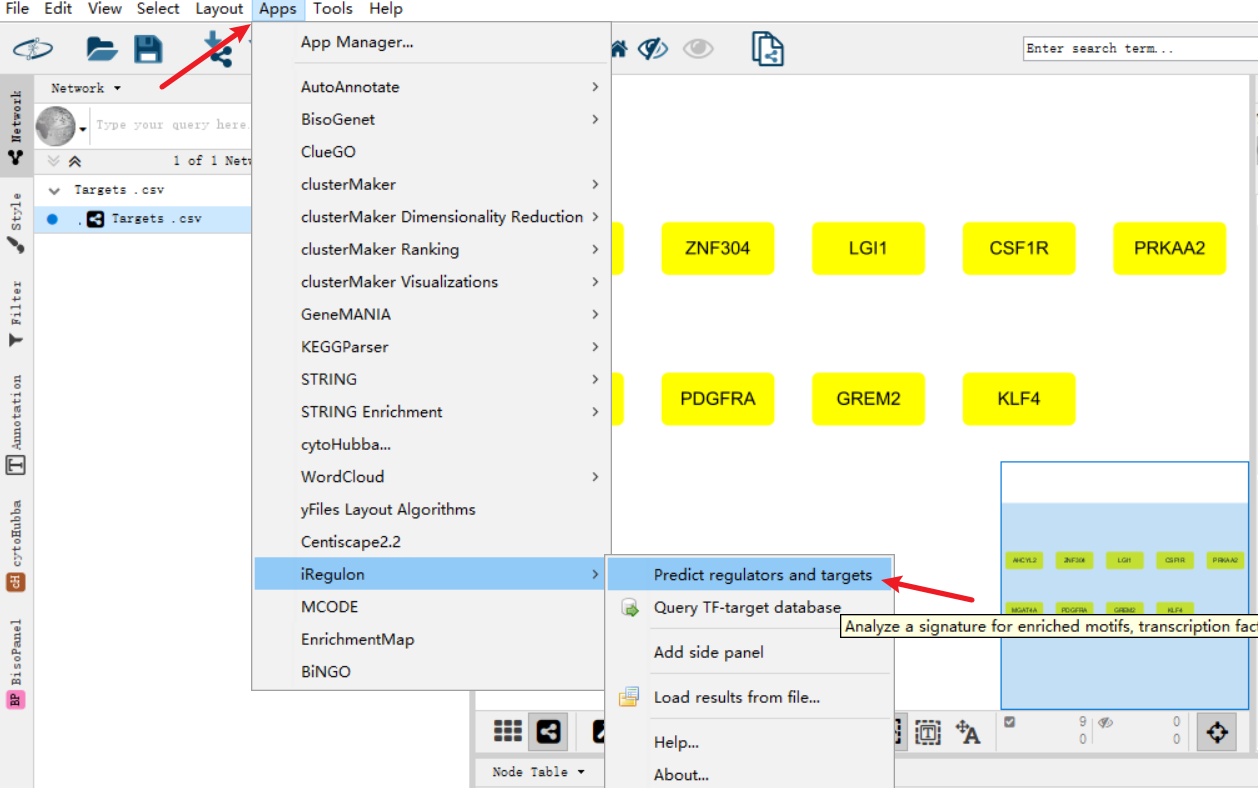 File Edit View Select Layout Apps Tools Help
Enter search term...
App Manager...
AutoAnnotate
BisoGenet
ClueGO
clusterMaker
clusterMaker Dimensionality Reduction
clusterMaker Ranking
clusterMaker Visualizations
GeneMANIA
KEGGParser
STRING
STRING Enrichment
cytoHubba...
WordCloud
yFiles Layout Algorithms
Centiscape2.2
iRegulon
MCODE
EnrichmentMap
BiNGO
Predict regulators and targets
Query TF-target database
Add side panel
Load results from file...
Help...
About...
Analyze a signature for enriched motifs, transcription fac
Network
Style
Filter
Annotation
T
cytoHubba
cH
BisoPanel
BP
Network
Type your query here.
1 of 1 Netw
Targets .csv
Targets .csv
ZNF304 LGI1 CSF1R PRKAA2
PDGFRA GREM2 KLF4
AHCYL2 ZNF304 LGI1 CSF1R PRKAA2
MGAT4A PDGFRA GREM2 KLF4
T
A
9 0
0 0
Node Table